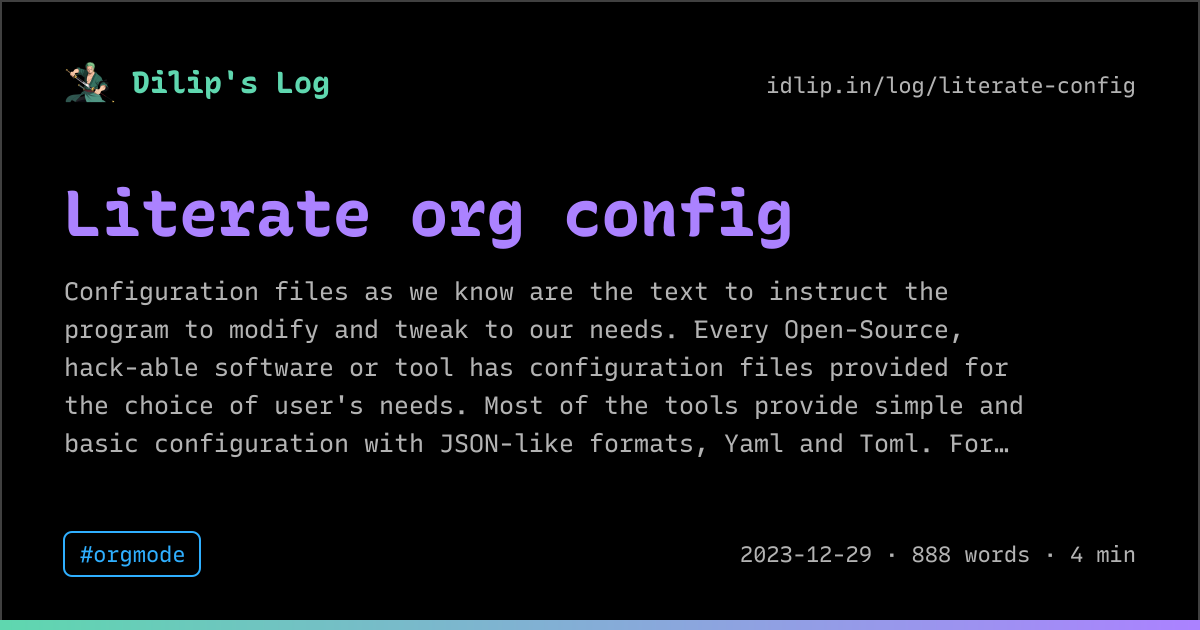 Dilip's Log
idlip.in/log/literate-config
Literate org config
Configuration files as we know are the text to instruct the
program to modify and tweak to our needs. Every Open-Source,
hack-able software or tool has configuration files provided for
the choice of user's needs. Most of the tools provide simple and
basic configuration with JSON-like formats, Yaml and Toml. For…
#orgmode
2023-12-29 · 888 words · 4 min